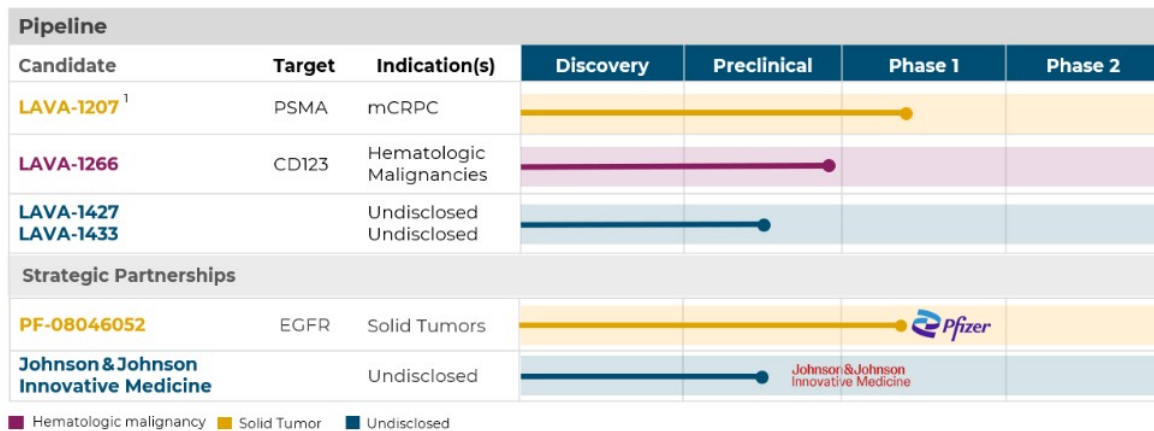 Pipeline
Candidate Target Indication(s) Discovery Preclinical Phase 1 Phase 2
LAVA-1207 1 PSMA mCRPC
LAVA-1266 CD123 Hematologic
Malignancies
LAVA-1427 Undisclosed
LAVA-1433 Undisclosed
Strategic Partnerships
PF-08046052 EGFR Solid Tumors Pfizer
Johnson & Johnson
Innovative Medicine Undisclosed
Johnson&Johnson
Innovative Medicine
Hematologic malignancy Solid Tumor Undisclosed